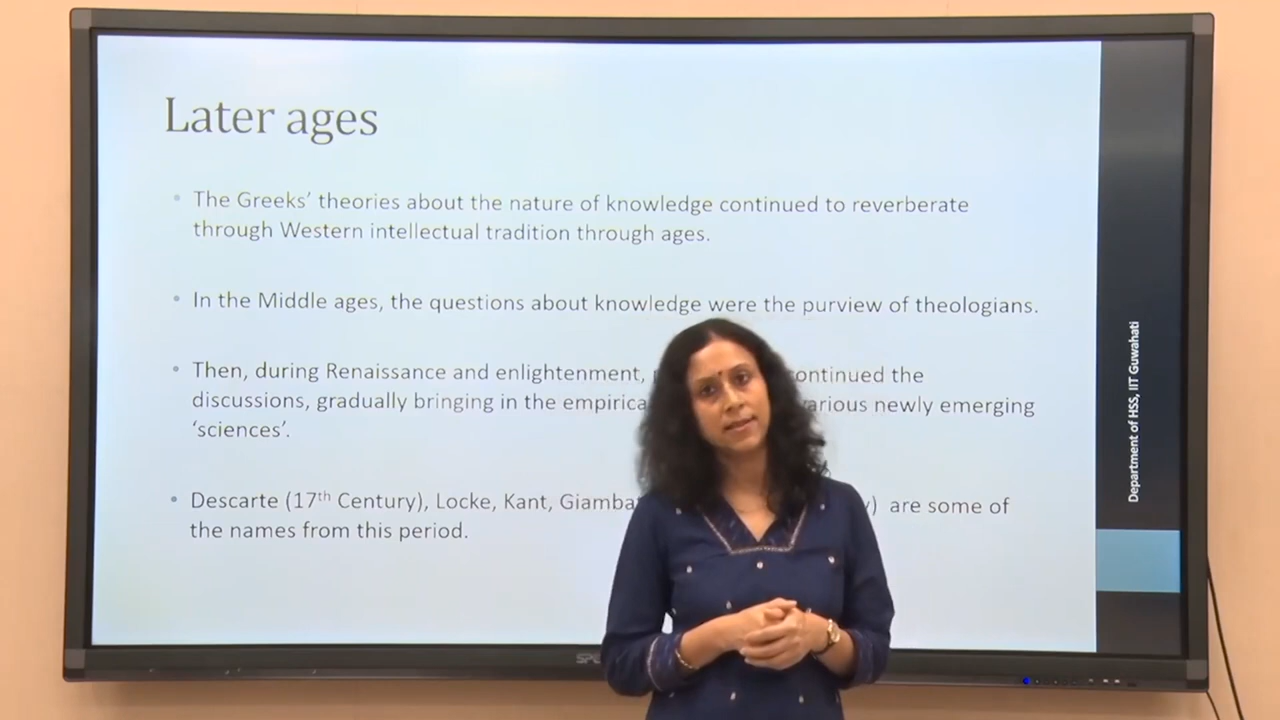 Later ages
• The Greeks’ theories about the nature of knowledge continued to reverberate
through Western intellectual tradition through ages.
• In the Middle ages, the questions about knowledge were the purview of theologians.
• Then, during Renaissance and enlightenment, continued the
discussions, gradually bringing in the empirica various newly emerging
‘sciences’.
• Descarte (17th Century), Locke, Kant, Giamba ) are some of
the names from this period.
Department of HSS, IIT Guwahati